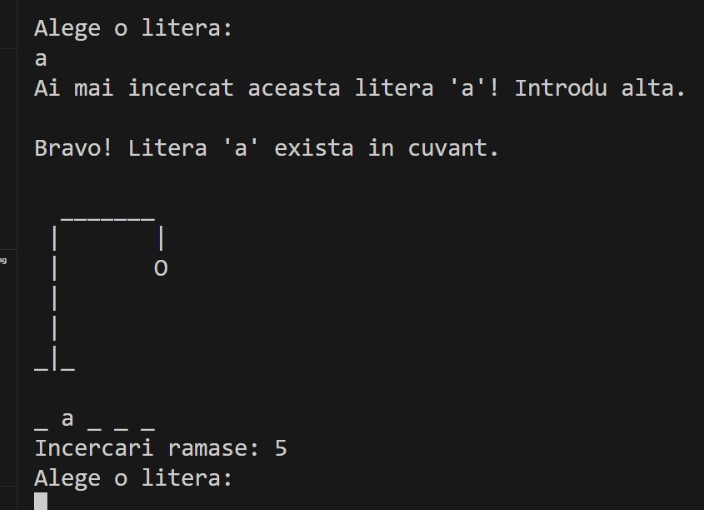 Alege o litera:
a
Ai mai incercat aceasta litera 'a'! Introdu alta.
Bravo! Litera 'a' exista in cuvant.
  _______
 |       |
 |       O
 |
 |
_|_
_ a _ _ _
Incercari ramase: 5
Alege o litera: